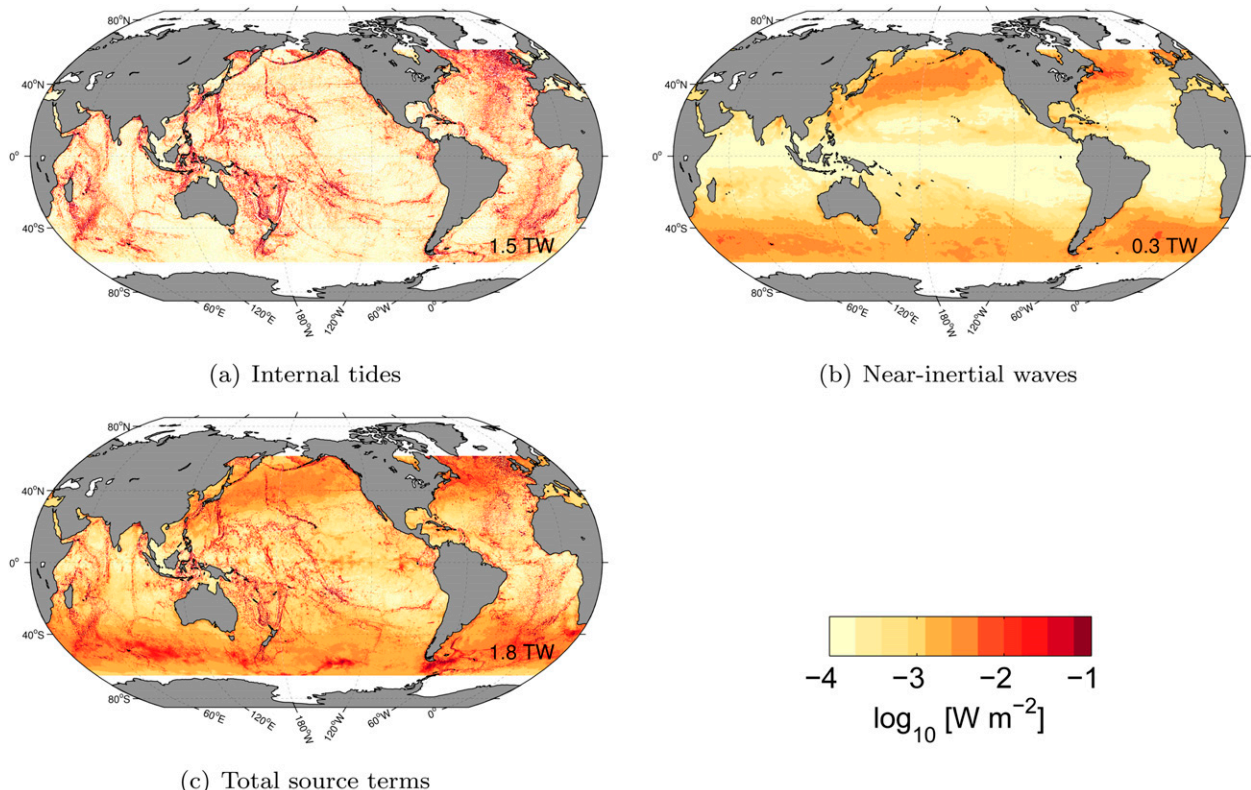 80°N
40°N
0°
40°S
80°S
60°E
120°E
180°W
120°W
60°W
0°
1.5 TW
(a) Internal tides
80°N
40°N
0°
40°S
80°S
60°E
120°E
180°W
120°W
60°W
0°
0.3 TW
(b) Near-inertial waves
80°N
40°N
0°
40°S
80°S
60°E
120°E
180°W
120°W
60°W
0°
1.8 TW
(c) Total source terms
−4 −3 −2 −1
log₁₀ [W m⁻²]